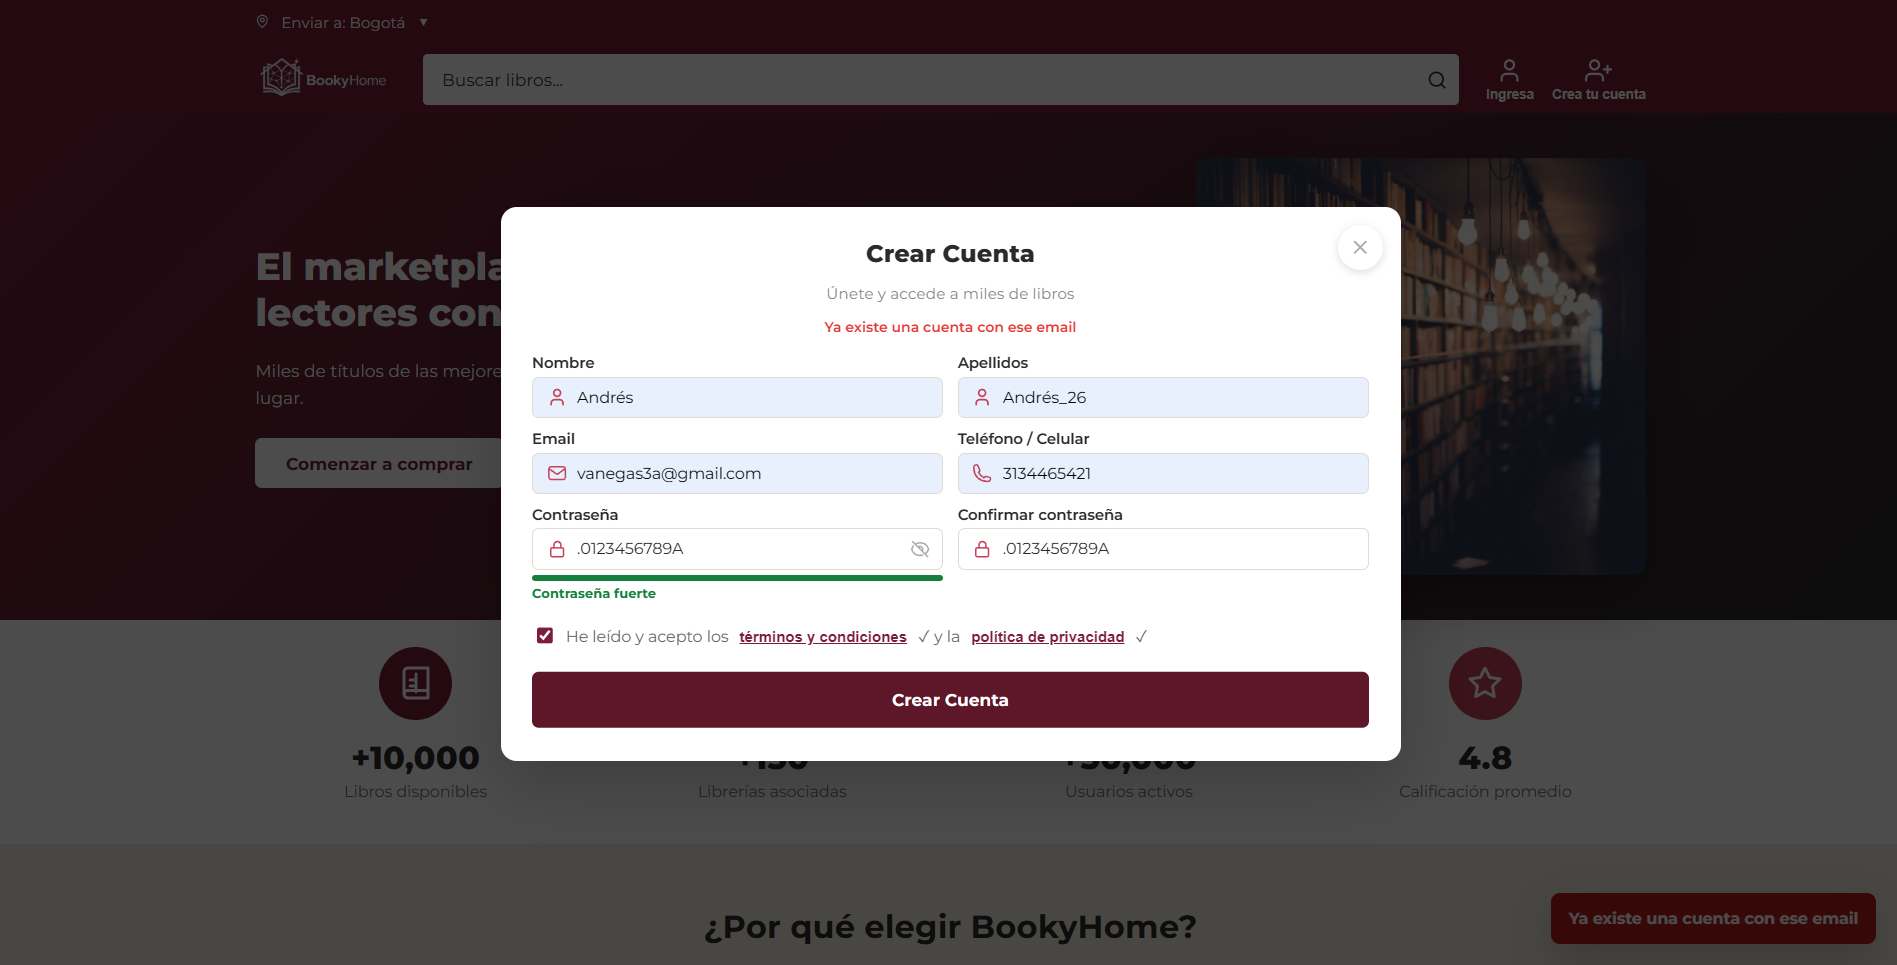 Enviar a: Bogotá ▼
BookyHome
Buscar libros...
Ingresa
Crea tu cuenta
El marketpla
lectores con
Miles de títulos de las mejore
lugar.
Comenzar a comprar
Crear Cuenta
Únete y accede a miles de libros
Ya existe una cuenta con ese email
Nombre
Apellidos
Andrés
Andrés_26
Email
Teléfono / Celular
vanegas3a@gmail.com
3134465421
Contraseña
Confirmar contraseña
.0123456789A
.0123456789A
Contraseña fuerte
He leído y acepto los términos y condiciones ✓ y la política de privacidad ✓
Crear Cuenta
+10,000
Libros disponibles
Librerías asociadas
Usuarios activos
4.8
Calificación promedio
¿Por qué elegir BookyHome?
Ya existe una cuenta con ese email